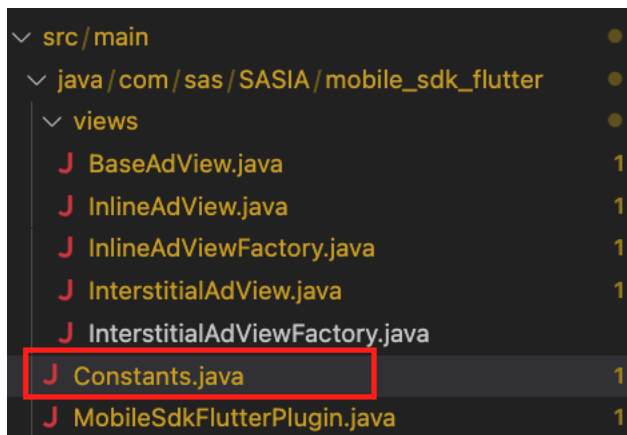 src/main
java/com/sas/SASIA/mobile_sdk_flutter
views
J BaseAdView.java 1
J InlineAdView.java 1
J InlineAdViewFactory.java 1
J InterstitialAdView.java 1
J InterstitialAdViewFactory.java
J Constants.java 1
J MobileSdkFlutterPlugin.java 1